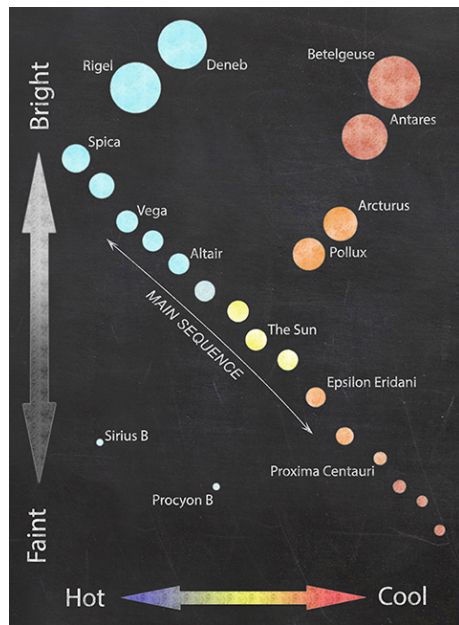 Betelgeuse
Rigel
Deneb
Bright
Antares
Spica
Vega
Arcturus
Altair
Pollux
MAIN SEQUENCE
The Sun
Epsilon Eridani
Sirius B
Proxima Centauri
Procyon B
Faint
Hot
Cool